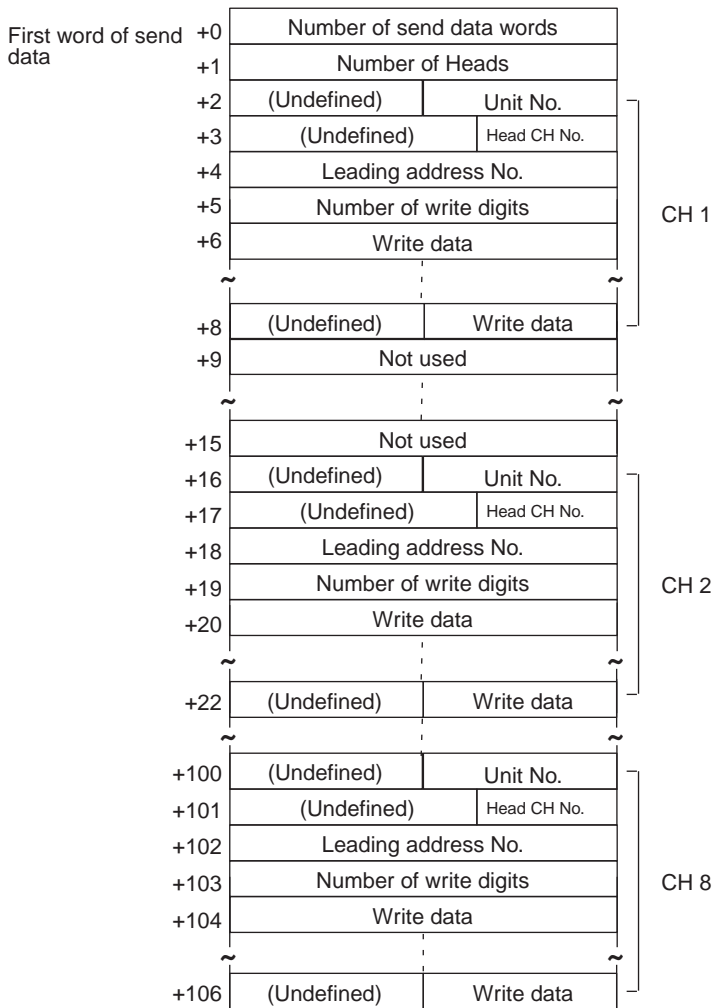 First word of send
data
+0 Number of send data words
+1 Number of Heads
+2 (Undefined) Unit No.
+3 (Undefined) Head CH No.
+4 Leading address No.
+5 Number of write digits
+6 Write data
CH 1
~ ~
+8 (Undefined) Write data
+9 Not used
~ ~
+15 Not used
+16 (Undefined) Unit No.
+17 (Undefined) Head CH No.
+18 Leading address No.
+19 Number of write digits
CH 2
+20 Write data
~ ~
+22 (Undefined) Write data
~ ~
+100 (Undefined) Unit No.
+101 (Undefined) Head CH No.
+102 Leading address No.
+103 Number of write digits
CH 8
+104 Write data
~ ~
+106 (Undefined) Write data